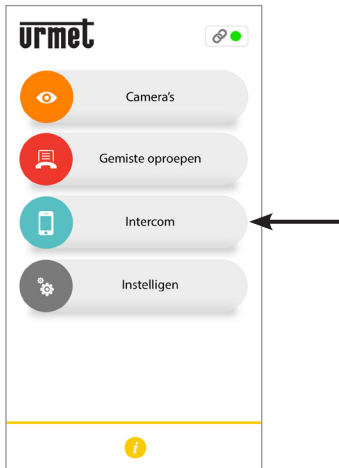 urmet
Camera's
Gemiste oproepen
Intercom
Instelligen
i